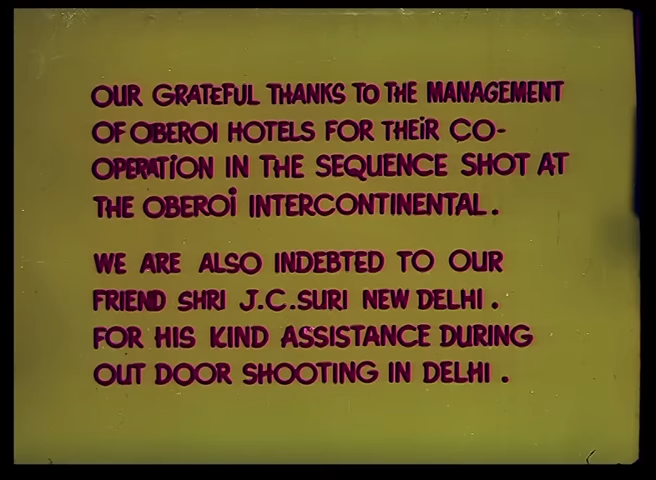 OUR GRATEFUL THANKS TO THE MANAGEMENT
OF OBEROI HOTELS FOR THEiR CO-
OPERATiON IN THE SEQUENCE SHOT AT
THE OBEROi INTERCONTINENTAL.
WE ARE ALSO INDEBTED TO OUR
FRIEND SHRI J.C.SURI NEW DELHI.
FOR HIS KIND ASSISTANCE DURING
OUT DOOR SHOOTING IN DELHI.